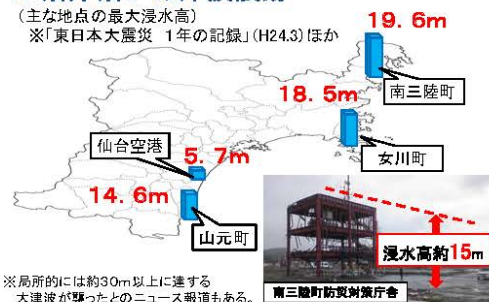 （主な地点の最大浸水高）
※「東日本大震災　1年の記録」(H24.3)ほか
19.6m
南三陸町
18.5m
女川町
仙台空港
5.7m
14.6m
山元町
浸水高約15m
南三陸町防災対策庁舎
※局所的には約30m以上に達する
大津波が襲ったとのニュース報道もある。